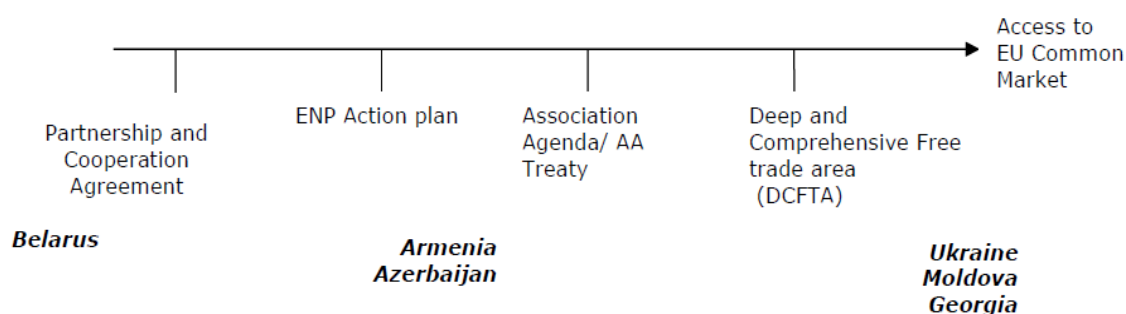 Access to
EU Common
Market
Partnership and
Cooperation
Agreement
ENP Action plan
Association
Agenda/ AA
Treaty
Deep and
Comprehensive Free
trade area
(DCFTA)
Belarus
Armenia
Azerbaijan
Ukraine
Moldova
Georgia